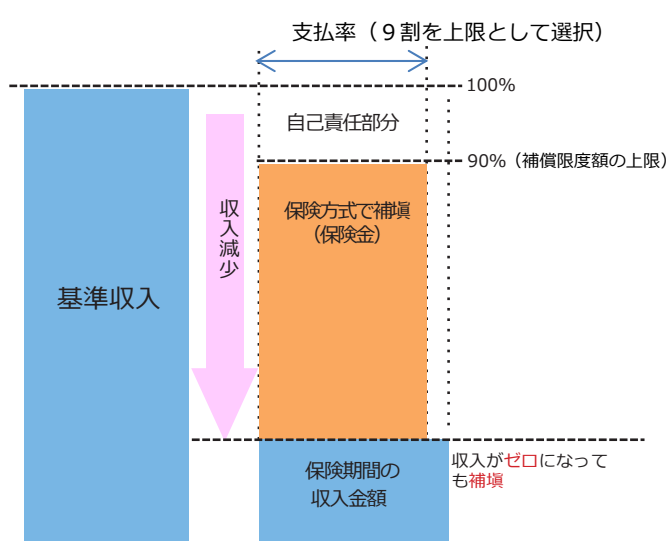 支払率（９割を上限として選択）
100%
自己責任部分
90%（補償限度額の上限）
収入減少
保険方式で補塡
（保険金）
基準収入
保険期間の
収入金額
収入がゼロになって
も補塡